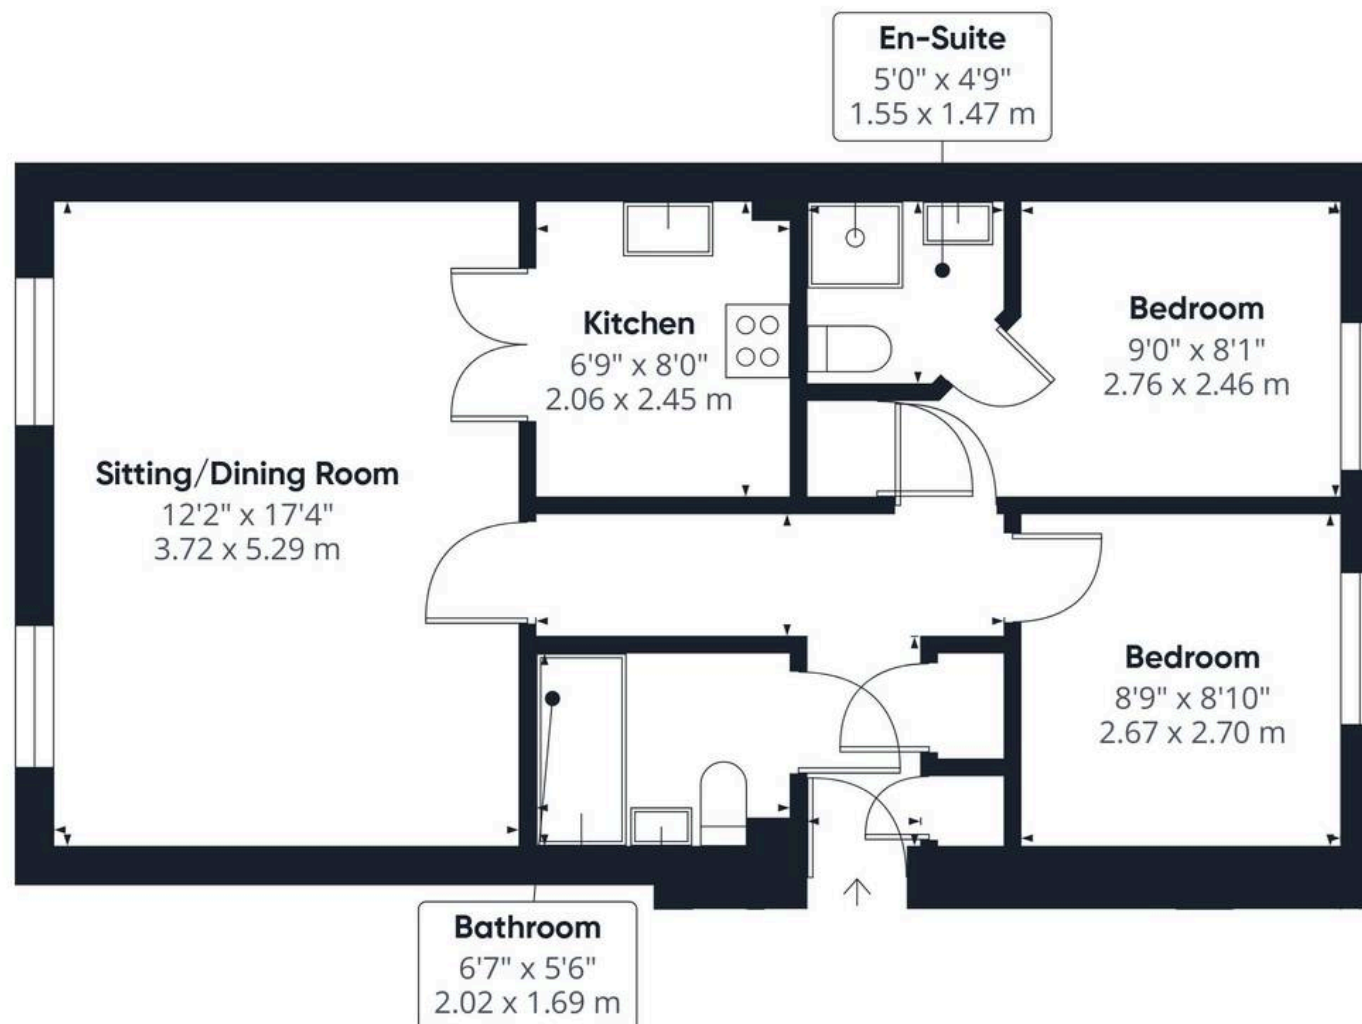 En-Suite
5'0" x 4'9"
1.55 x 1.47 m
Kitchen
6'9" x 8'0"
2.06 x 2.45 m
Bedroom
9'0" x 8'1"
2.76 x 2.46 m
Sitting/Dining Room
12'2" x 17'4"
3.72 x 5.29 m
Bedroom
8'9" x 8'10"
2.67 x 2.70 m
Bathroom
6'7" x 5'6"
2.02 x 1.69 m